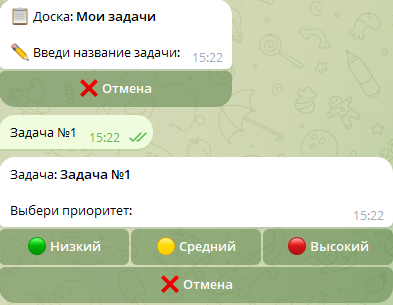 Доска: Мои задачи
Введи название задачи:
15:22
Отмена
Задача №1
15:22
Задача: Задача №1
Выбери приоритет:
15:22
Низкий
Средний
Высокий
Отмена